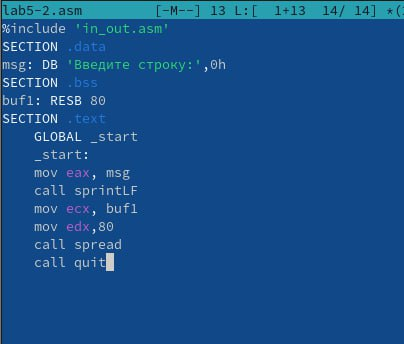 lab5-2.asm [-M--] 13 L:[ 1+13 14/ 14] *(
%include 'in_out.asm'
SECTION .data
msg: DB 'Введите строку:',0h
SECTION .bss
buf1: RESB 80
SECTION .text
GLOBAL _start
_start:
mov eax, msg
call sprintLF
mov ecx, buf1
mov edx,80
call spread
call quit